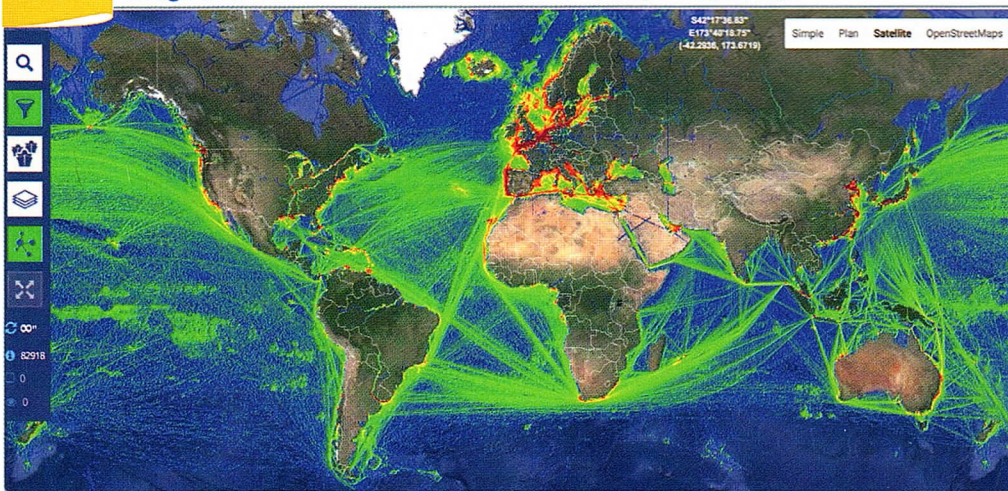 S42°17'36.63"
E173°40'18.75"
(-42.2936, 173.6719)
Simple Plan Satellite OpenStreetMaps
∞"
82918
0
0